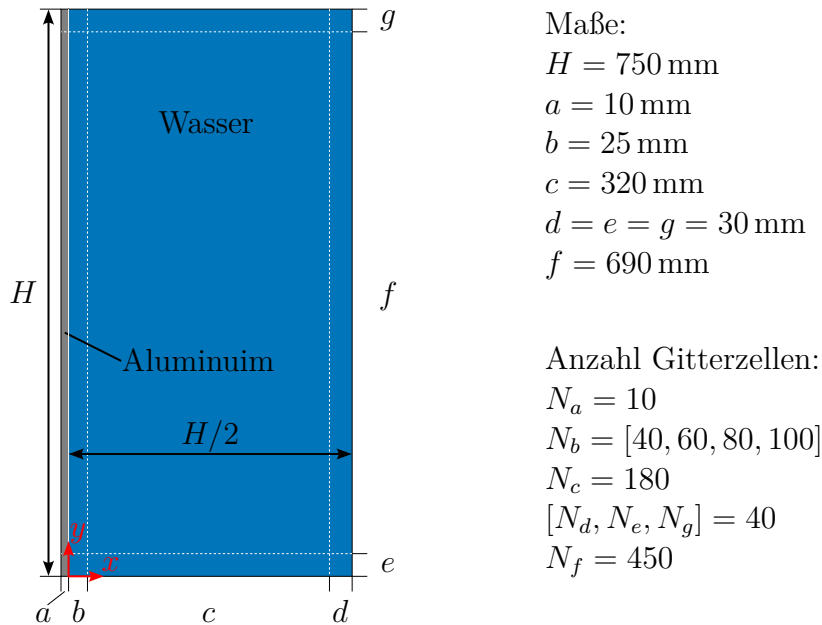 g
Wasser
H
f
Aluminuim
H/2
y
x
e
a
b
c
d
Maße:
H = 750 mm
a = 10 mm
b = 25 mm
c = 320 mm
d = e = g = 30 mm
f = 690 mm
Anzahl Gitterzellen:
N_a = 10
N_b = [40, 60, 80, 100]
N_c = 180
[N_d, N_e, N_g] = 40
N_f = 450